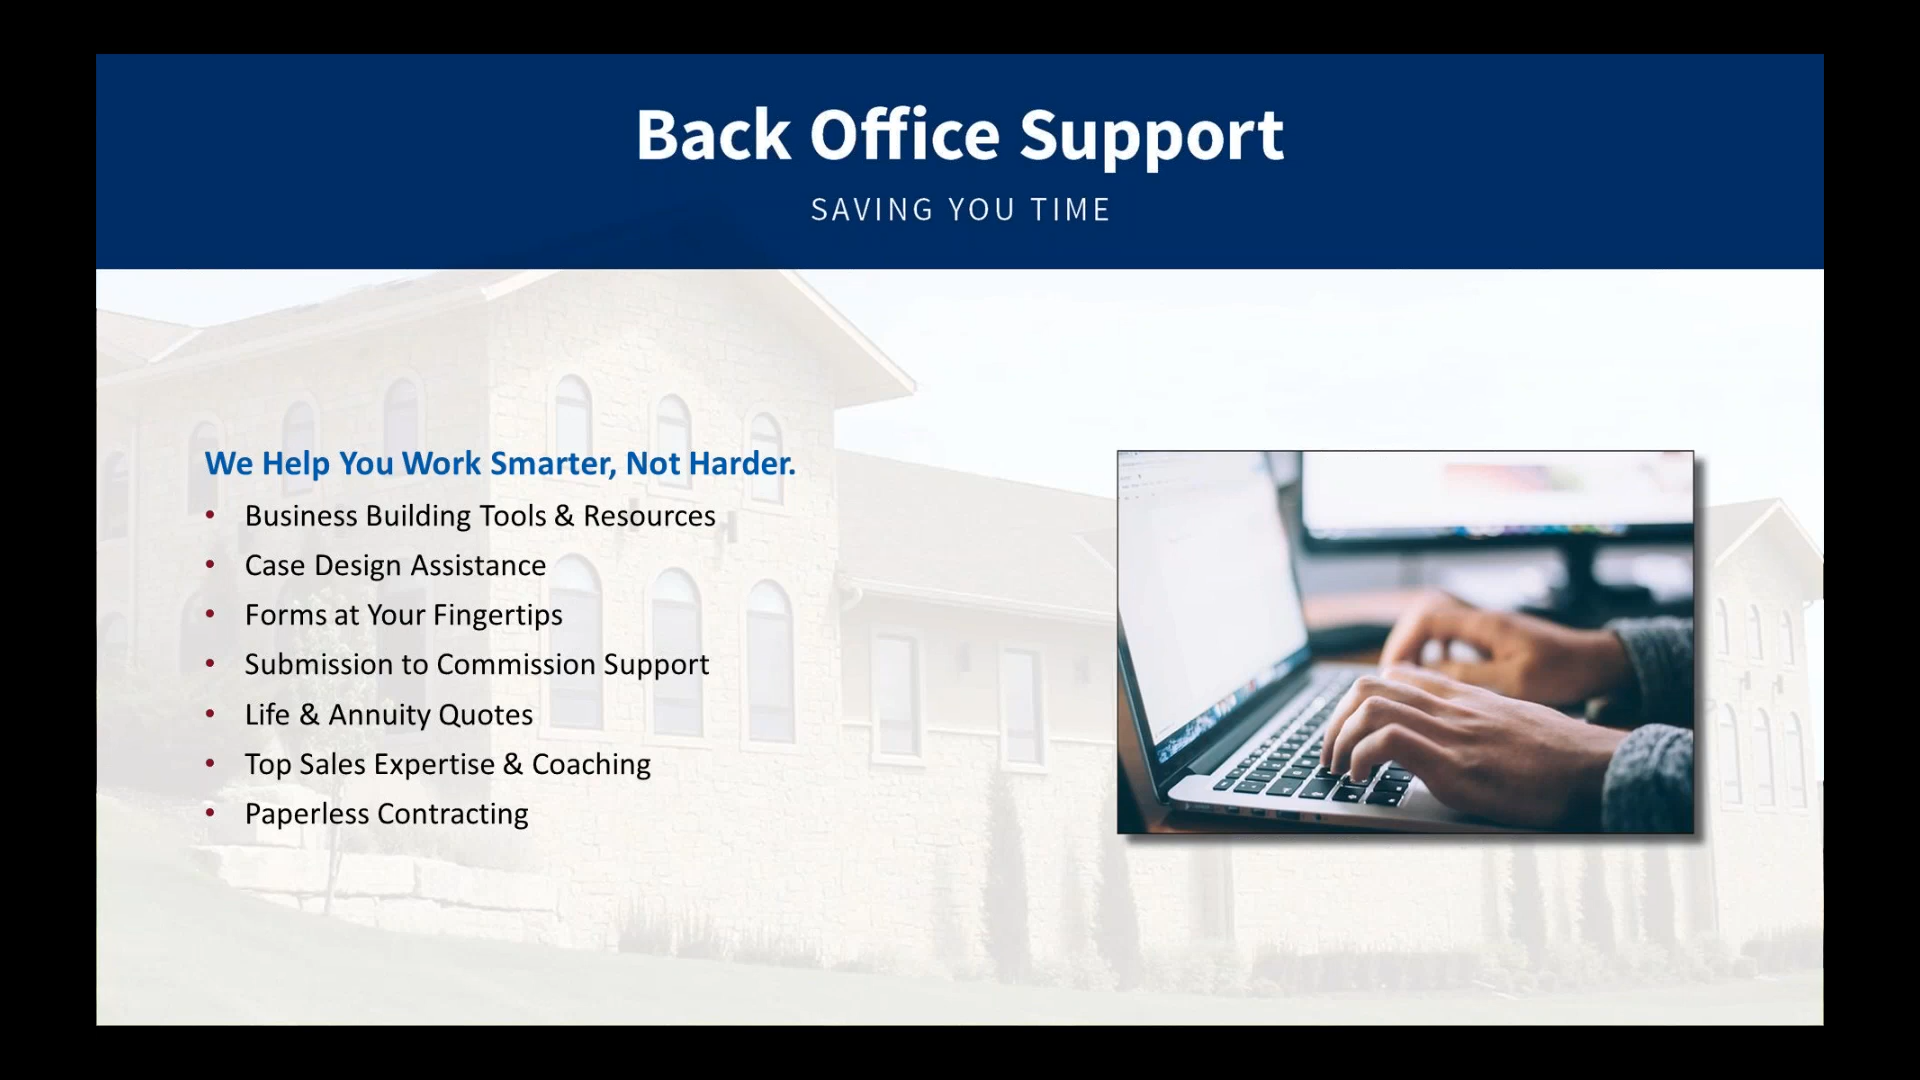 Back Office Support
SAVING YOU TIME
We Help You Work Smarter, Not Harder.
• Business Building Tools & Resources
• Case Design Assistance
• Forms at Your Fingertips
• Submission to Commission Support
• Life & Annuity Quotes
• Top Sales Expertise & Coaching
• Paperless Contracting